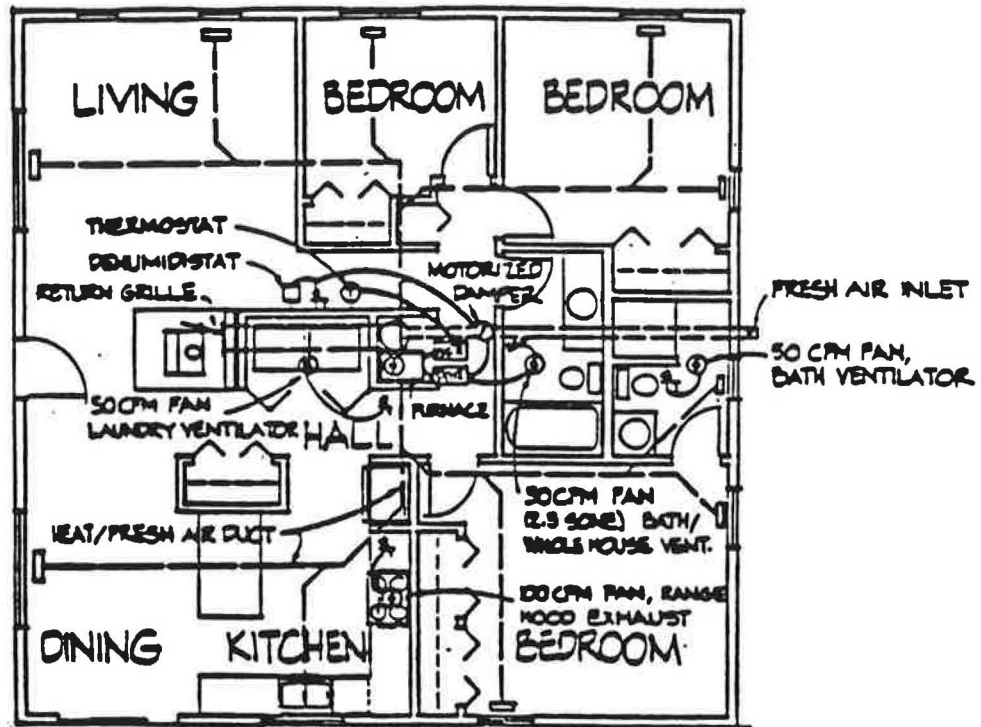 LIVING
BEDROOM
BEDROOM
THERMOSTAT
DEHUMIDISTAT
RETURN GRILLE
MOTORIZED
DAMPER
FRESH AIR INLET
50 CFM FAN,
BATH VENTILATOR
50 CFM FAN
LAUNDRY VENTILATOR
HALL
FURNACE
HEAT/FRESH AIR DUCT
90 CFM FAN
(2.5 SONE) BATH/
WHOLE HOUSE VENT.
100 CFM FAN, RANGE
HOOD EXHAUST
DINING
KITCHEN
BEDROOM